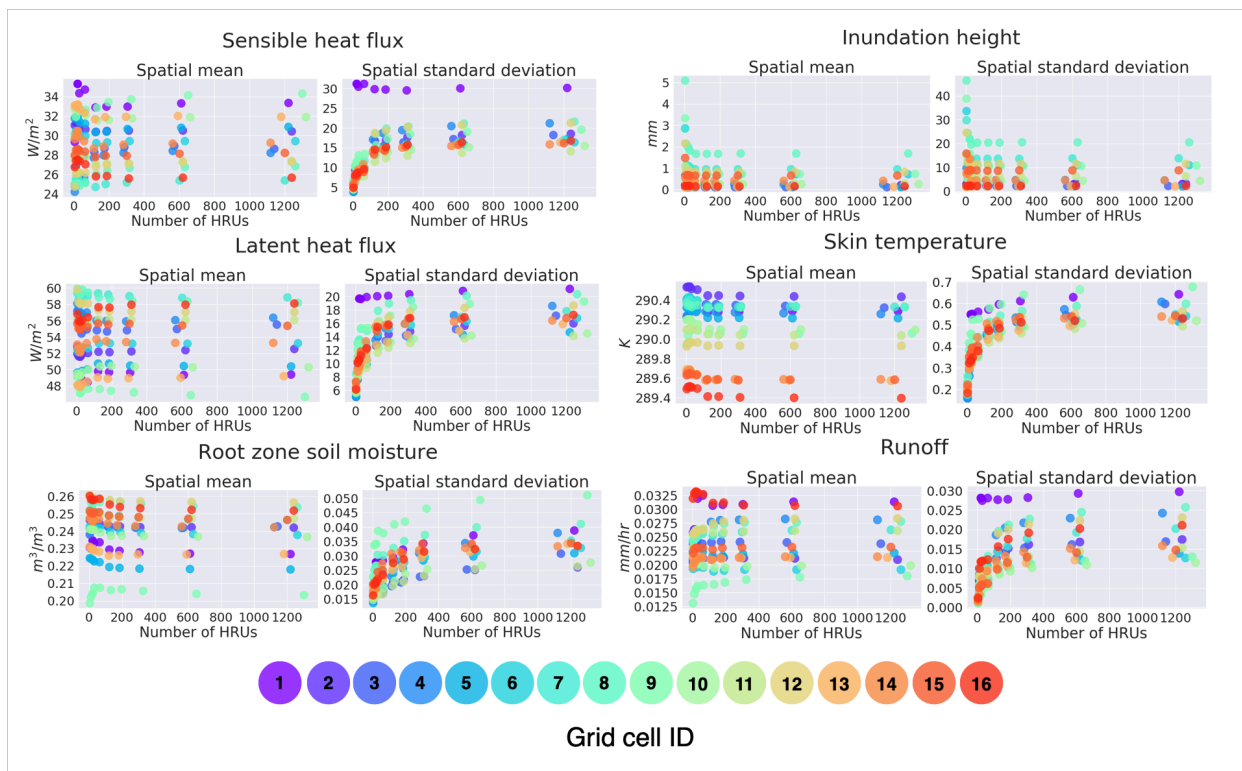 Sensible heat flux
Spatial mean
Spatial standard deviation
W/m²
34
32
30
28
26
24
0 200 400 600 800 1000 1200
Number of HRUs
30
25
20
15
10
5
0 200 400 600 800 1000 1200
Number of HRUs
Inundation height
Spatial mean
Spatial standard deviation
mm
5
4
3
2
1
0
0 200 400 600 800 1000 1200
Number of HRUs
40
30
20
10
0
0 200 400 600 800 1000 1200
Number of HRUs
Latent heat flux
Spatial mean
Spatial standard deviation
W/m²
60
58
56
54
52
50
48
0 200 400 600 800 1000 1200
Number of HRUs
20
18
16
14
12
10
8
6
0 200 400 600 800 1000 1200
Number of HRUs
Skin temperature
Spatial mean
Spatial standard deviation
K
290.4
290.2
290.0
289.8
289.6
289.4
0 200 400 600 800 1000 1200
Number of HRUs
0.7
0.6
0.5
0.4
0.3
0.2
0 200 400 600 800 1000 1200
Number of HRUs
Root zone soil moisture
Spatial mean
Spatial standard deviation
m³/m³
0.26
0.25
0.24
0.23
0.22
0.21
0.20
0 200 400 600 800 1000 1200
Number of HRUs
0.050
0.045
0.040
0.035
0.030
0.025
0.020
0.015
0 200 400 600 800 1000 1200
Number of HRUs
Runoff
Spatial mean
Spatial standard deviation
mm/hr
0.0325
0.0300
0.0275
0.0250
0.0225
0.0200
0.0175
0.0150
0.0125
0 200 400 600 800 1000 1200
Number of HRUs
0.030
0.025
0.020
0.015
0.010
0.005
0.000
0 200 400 600 800 1000 1200
Number of HRUs
1 2 3 4 5 6 7 8 9 10 11 12 13 14 15 16
Grid cell ID